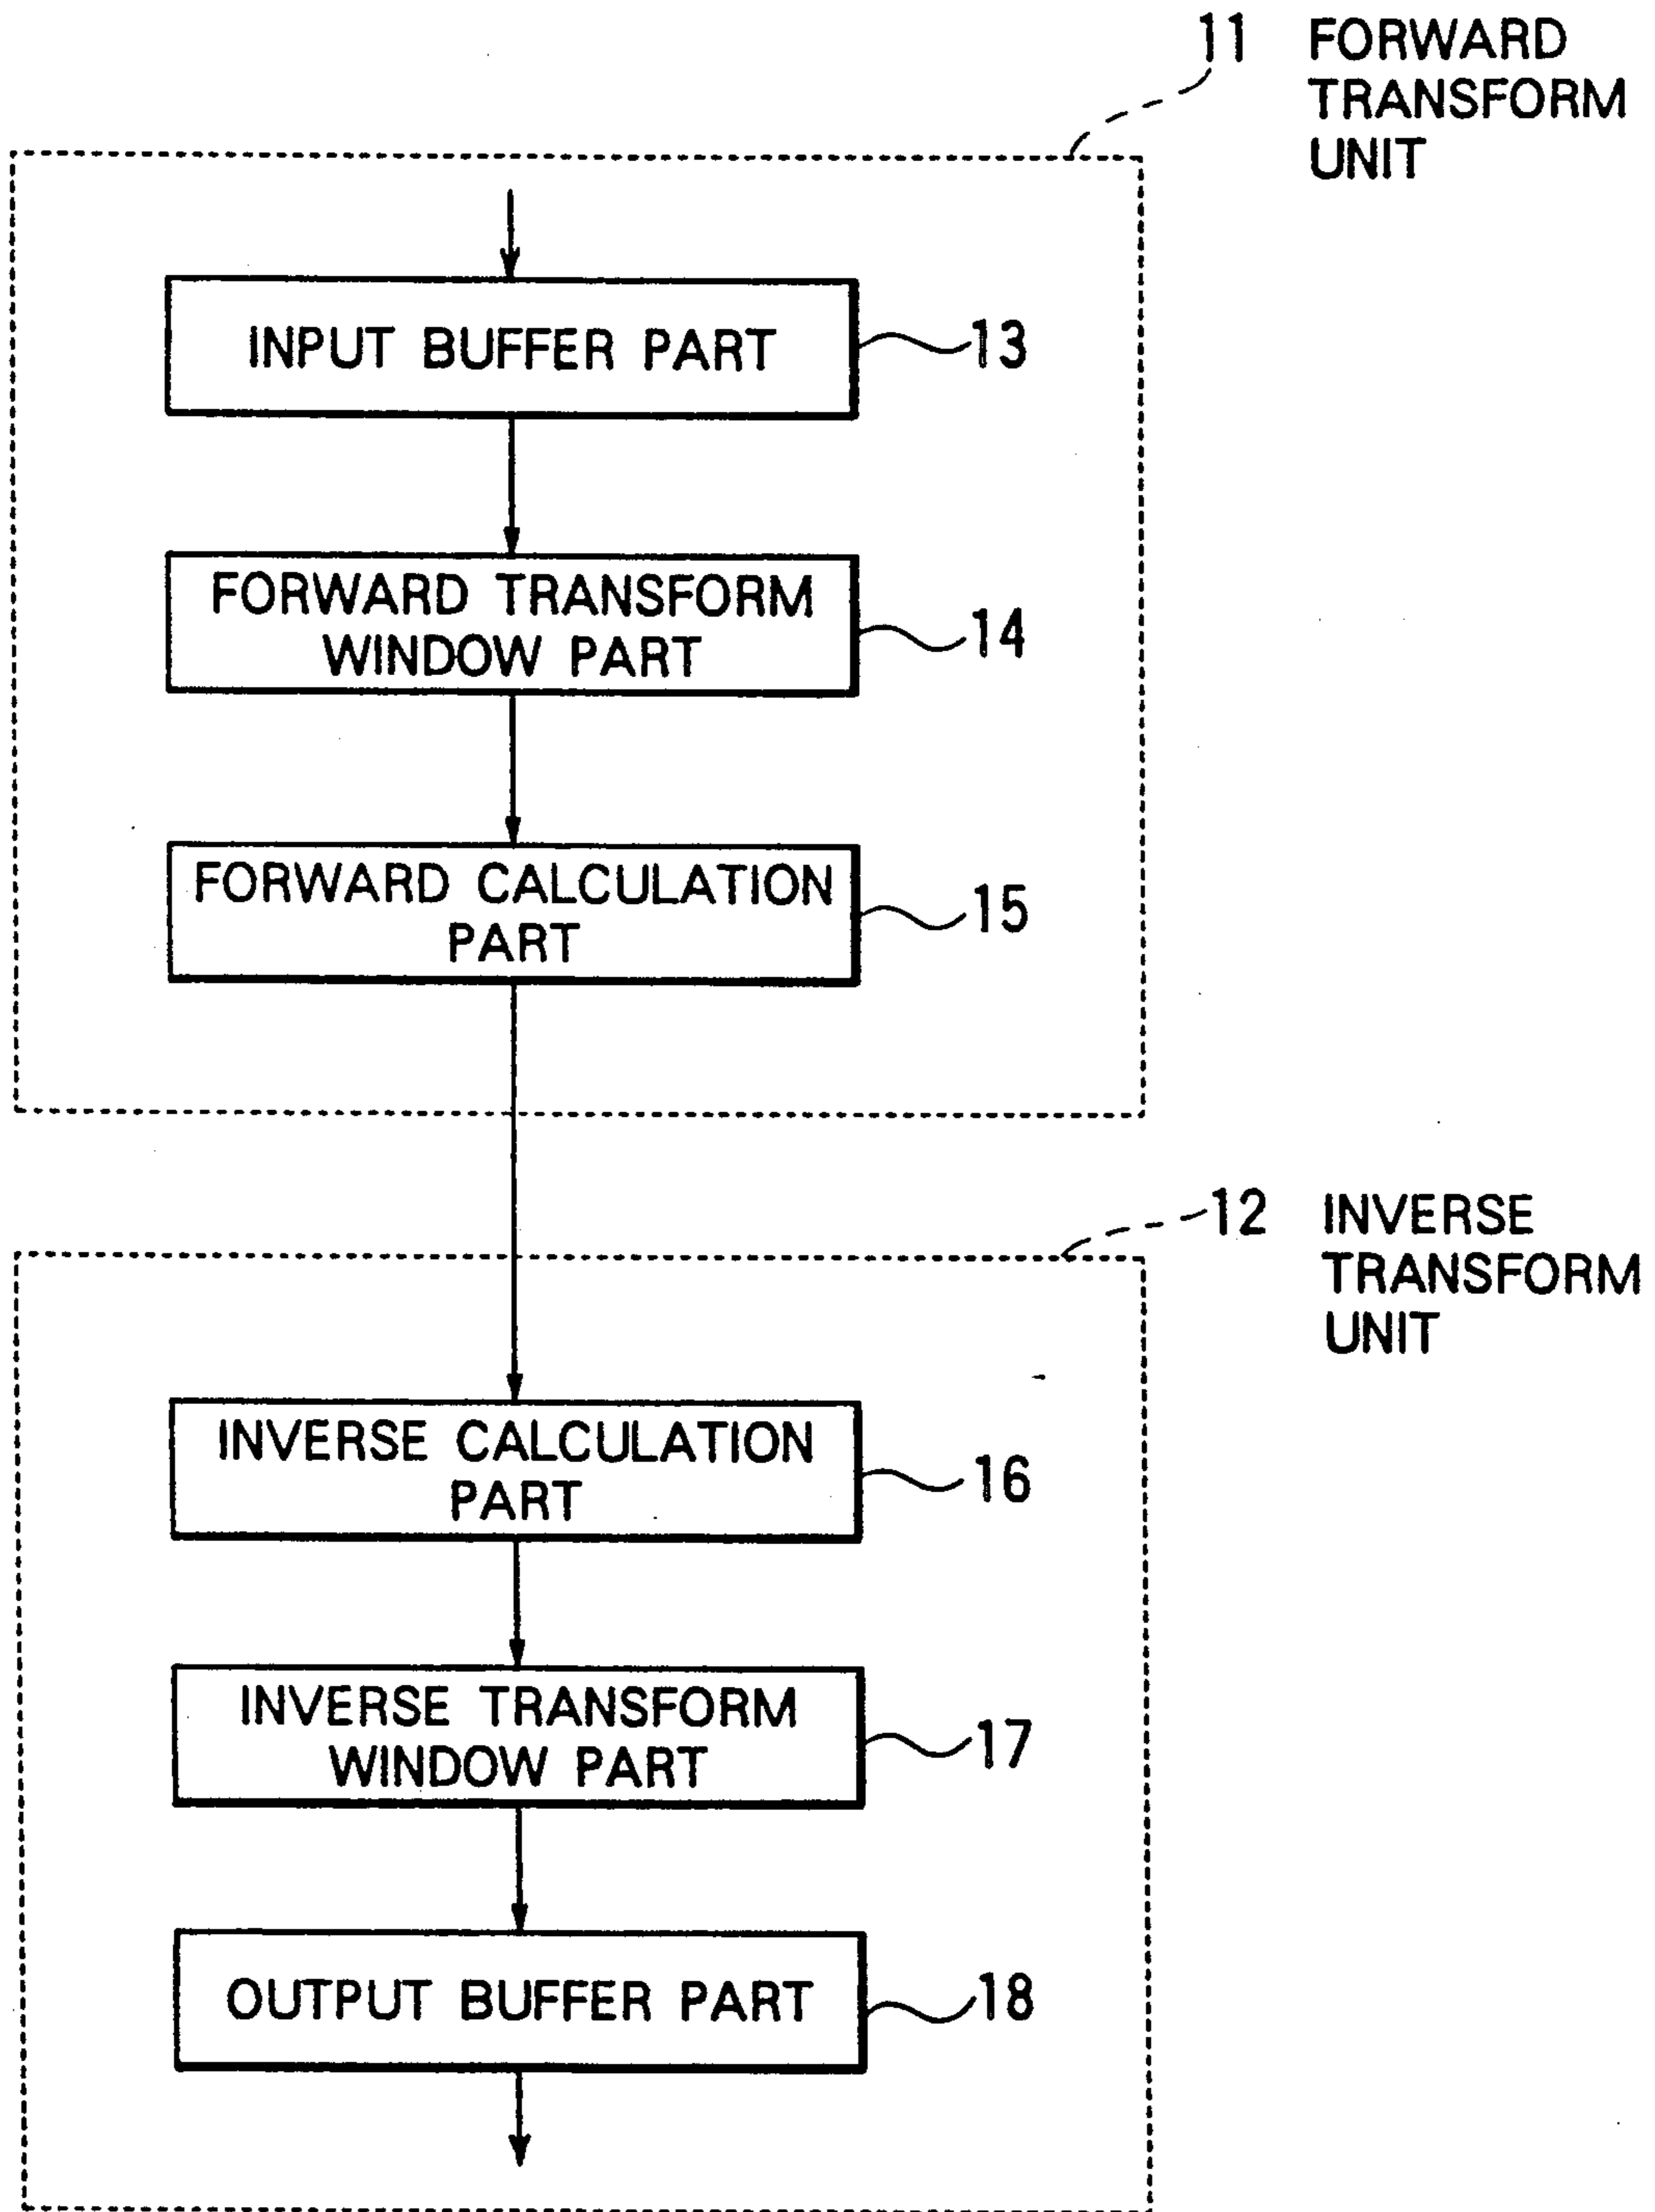 11 FORWARD
TRANSFORM
UNIT
INPUT BUFFER PART
13
FORWARD TRANSFORM
WINDOW PART
14
FORWARD CALCULATION
PART
15
12 INVERSE
TRANSFORM
UNIT
INVERSE CALCULATION
PART
16
INVERSE TRANSFORM
WINDOW PART
17
OUTPUT BUFFER PART
18